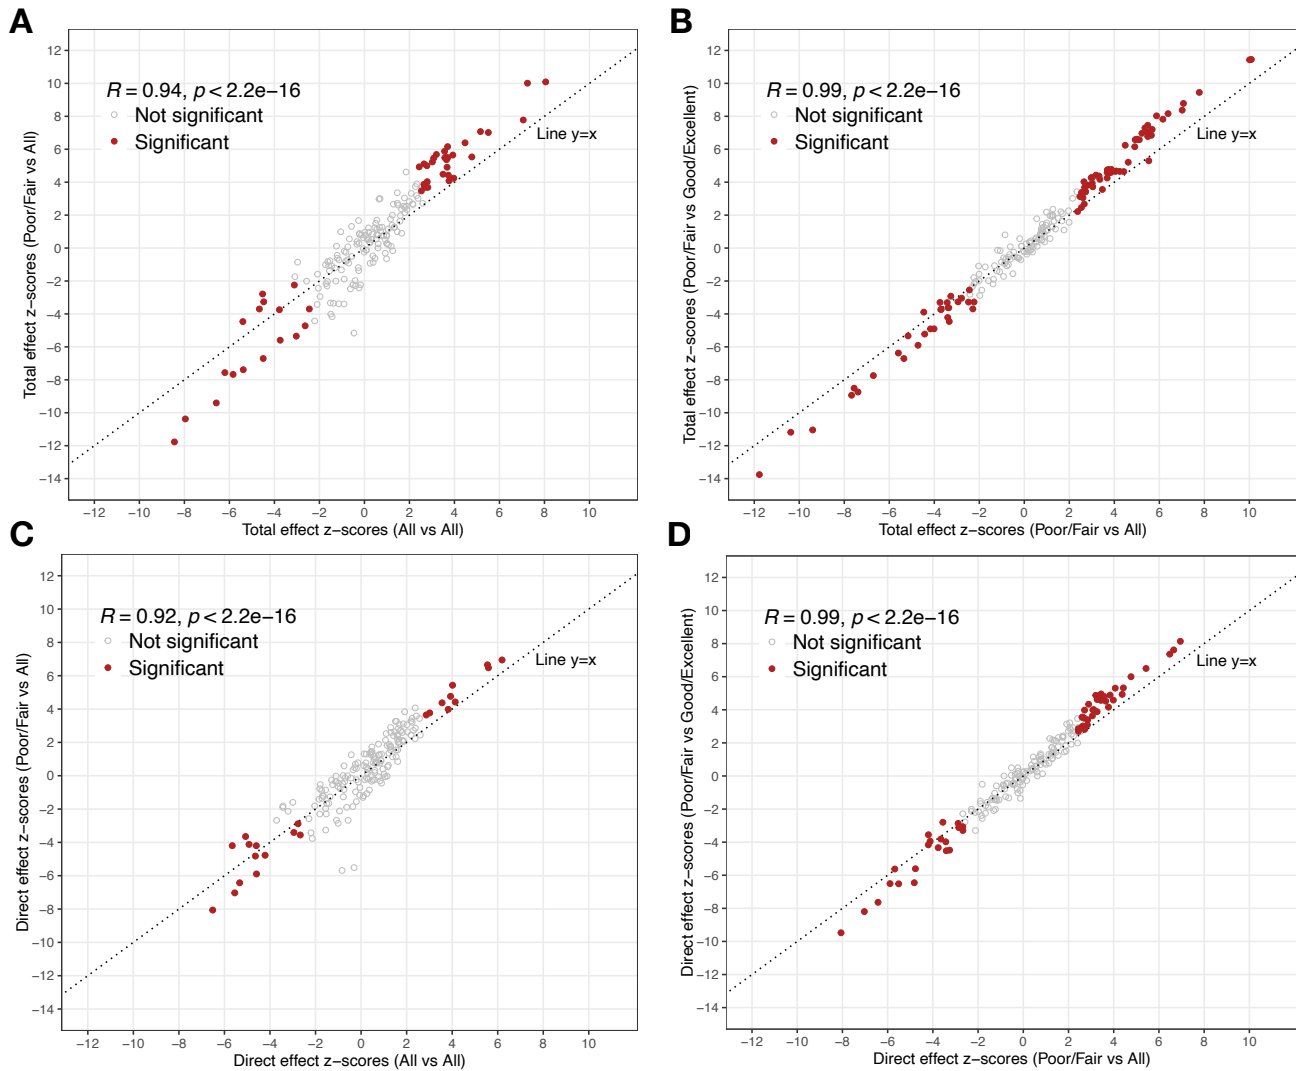 A
Total effect z−scores (Poor/Fair vs All)
12
10
8
6
4
2
0
−2
−4
−6
−8
−10
−12
−14
R = 0.94, p < 2.2e−16
Not significant
Significant
Line y=x
−12 −10 −8 −6 −4 −2 0 2 4 6 8 10
Total effect z−scores (All vs All)
B
Total effect z−scores (Poor/Fair vs Good/Excellent)
12
10
8
6
4
2
0
−2
−4
−6
−8
−10
−12
−14
R = 0.99, p < 2.2e−16
Not significant
Significant
Line y=x
−12 −10 −8 −6 −4 −2 0 2 4 6 8 10
Total effect z−scores (Poor/Fair vs All)
C
Direct effect z−scores (Poor/Fair vs All)
12
10
8
6
4
2
0
−2
−4
−6
−8
−10
−12
−14
R = 0.92, p < 2.2e−16
Not significant
Significant
Line y=x
−12 −10 −8 −6 −4 −2 0 2 4 6 8 10
Direct effect z−scores (All vs All)
D
Direct effect z−scores (Poor/Fair vs Good/Excellent)
12
10
8
6
4
2
0
−2
−4
−6
−8
−10
−12
−14
R = 0.99, p < 2.2e−16
Not significant
Significant
Line y=x
−12 −10 −8 −6 −4 −2 0 2 4 6 8 10
Direct effect z−scores (Poor/Fair vs All)